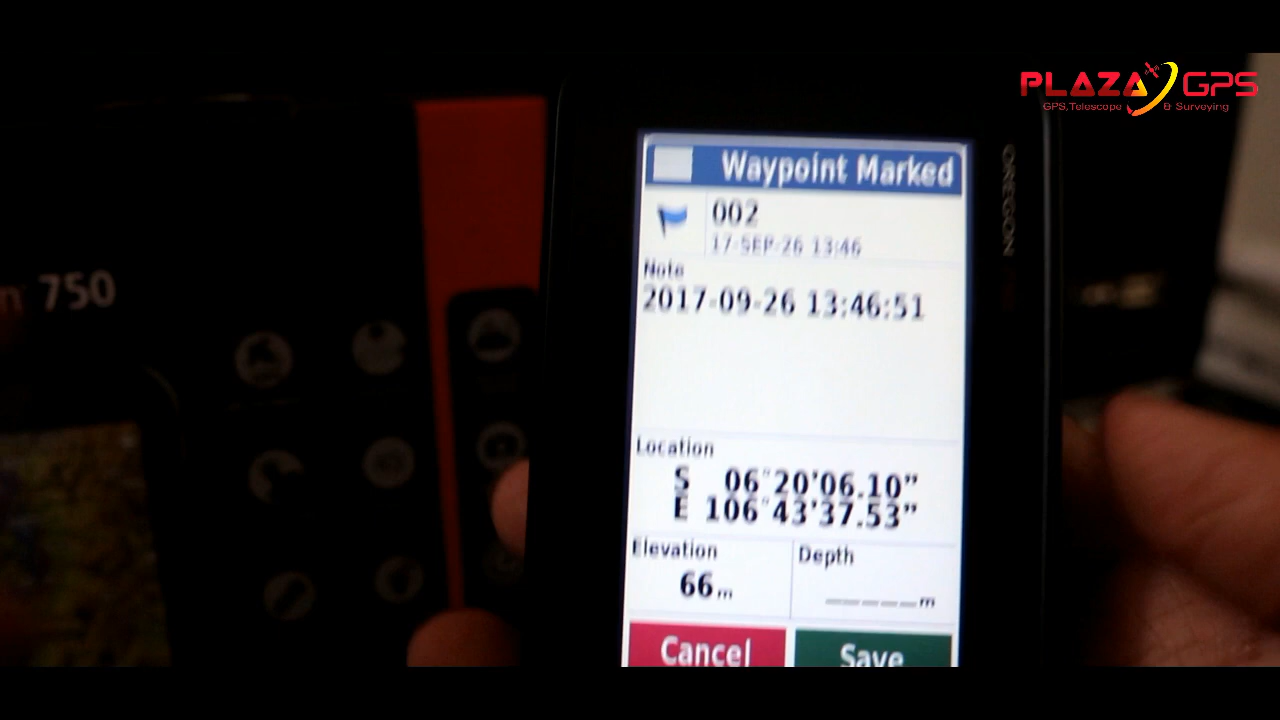 PLAZA GPS
GPS,Telescope & Surveying
OREGON
750
Waypoint Marked
002
17-SEP-26 13:46
Note
2017-09-26 13:46:51
Location
S 06°20'06.10"
E 106°43'37.53"
Elevation
Depth
66 m
_____m
Cancel
Save